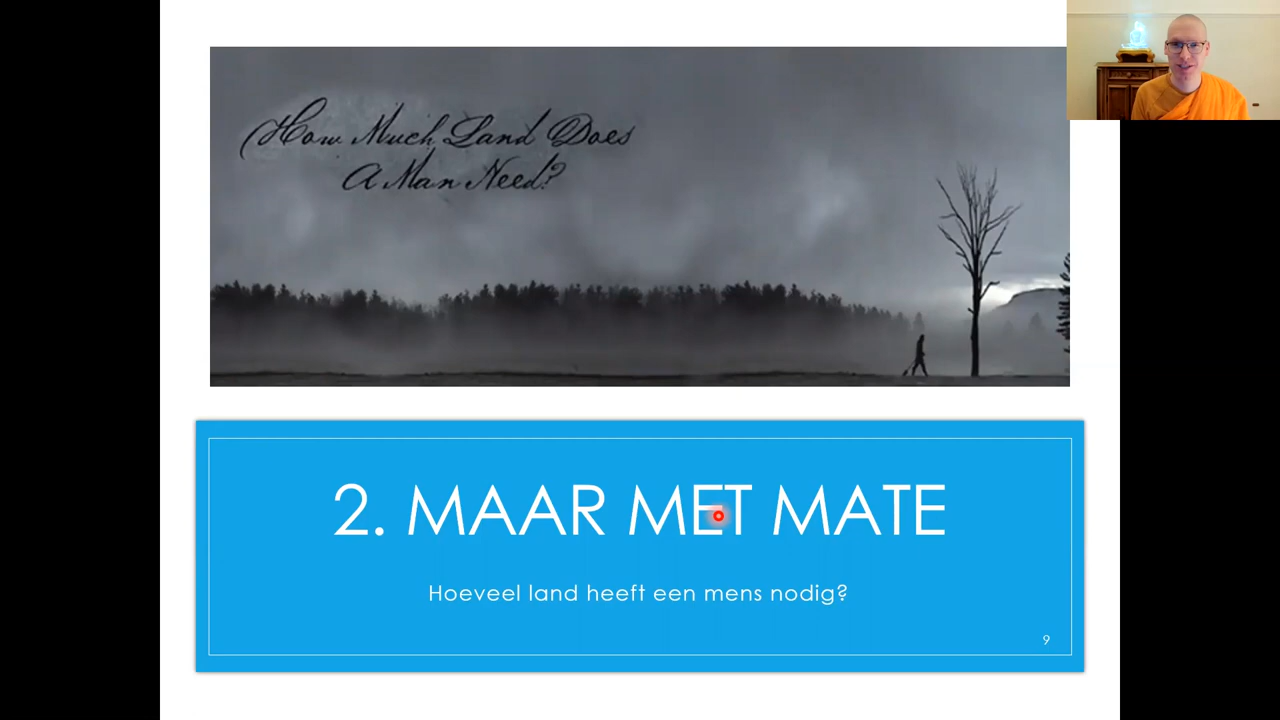 How Much Land Does
A Man Need?
2. MAAR MET MATE
Hoeveel land heeft een mens nodig?
9